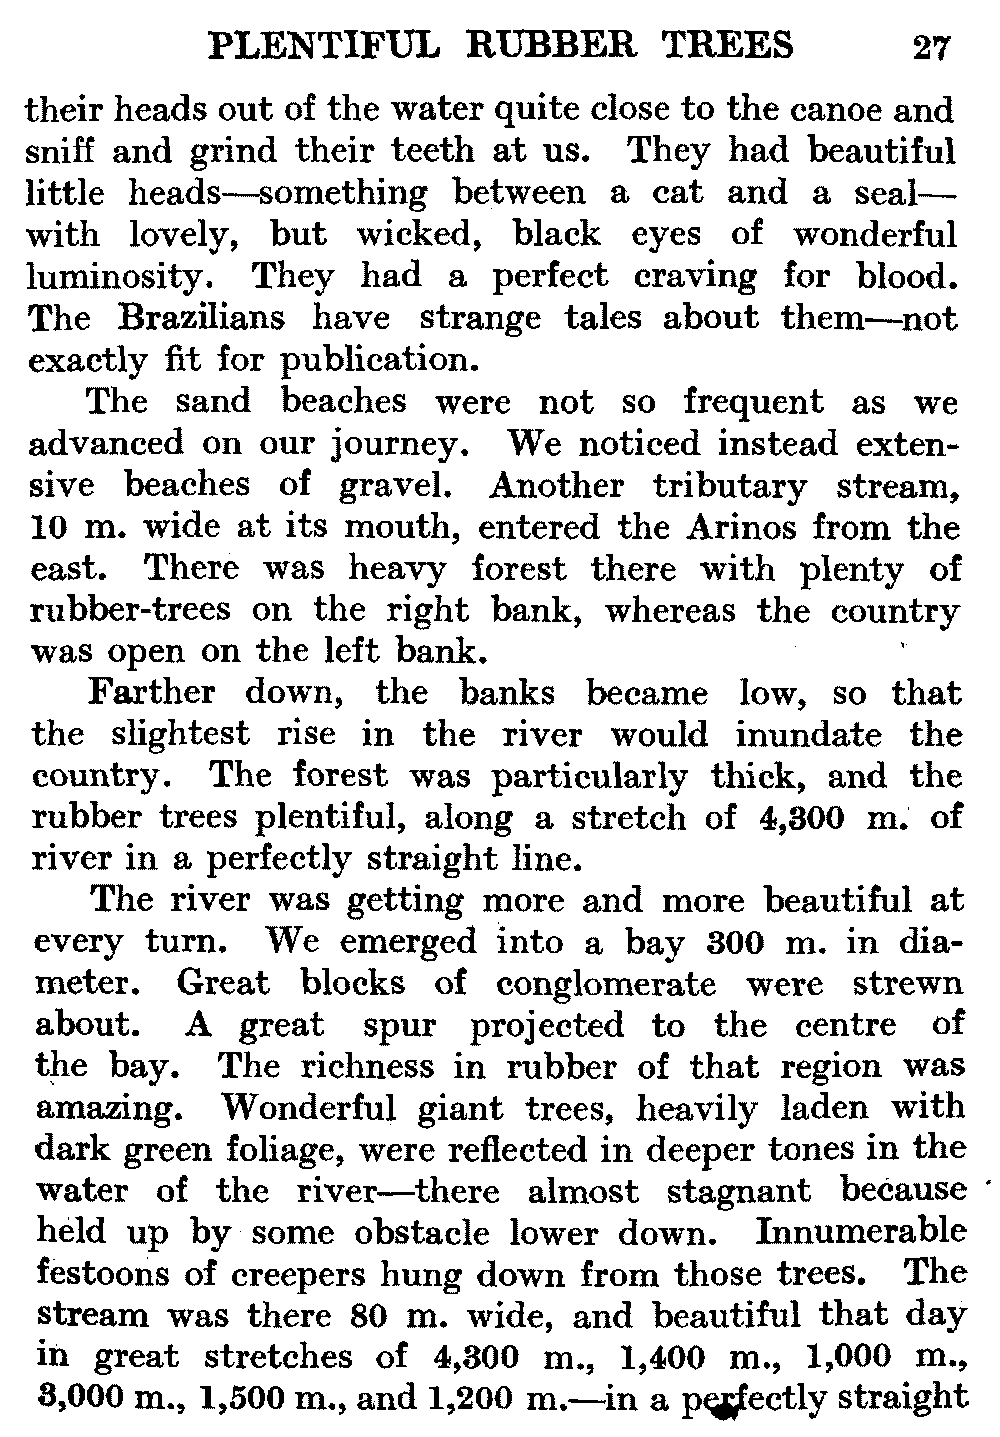 PLENTIFUL RUBBER TREES 27
their heads out of the water quite close to the canoe and
sniff and grind their teeth at us. They had beautiful
little heads—something between a cat and a seal—
with lovely, but wicked, black eyes of wonderful
luminosity. They had a perfect craving for blood.
The Brazilians have strange tales about them—not
exactly fit for publication.
The sand beaches were not so frequent as we
advanced on our journey. We noticed instead exten-
sive beaches of gravel. Another tributary stream,
10 m. wide at its mouth, entered the Arinos from the
east. There was heavy forest there with plenty of
rubber-trees on the right bank, whereas the country
was open on the left bank.
Farther down, the banks became low, so that
the slightest rise in the river would inundate the
country. The forest was particularly thick, and the
rubber trees plentiful, along a stretch of 4,300 m. of
river in a perfectly straight line.
The river was getting more and more beautiful at
every turn. We emerged into a bay 300 m. in dia-
meter. Great blocks of conglomerate were strewn
about. A great spur projected to the centre of
the bay. The richness in rubber of that region was
amazing. Wonderful giant trees, heavily laden with
dark green foliage, were reflected in deeper tones in the
water of the river—there almost stagnant because
held up by some obstacle lower down. Innumerable
festoons of creepers hung down from those trees. The
stream was there 80 m. wide, and beautiful that day
in great stretches of 4,300 m., 1,400 m., 1,000 m.,
3,000 m., 1,500 m., and 1,200 m.—in a perfectly straight